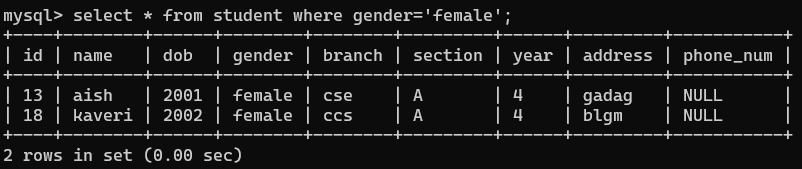 mysql> select * from student where gender='female';
+----+--------+------+--------+--------+---------+------+---------+-----------+
| id | name   | dob  | gender | branch | section | year | address | phone_num |
+----+--------+------+--------+--------+---------+------+---------+-----------+
| 13 | aish   | 2001 | female | cse    | A       | 4    | gadag   | NULL      |
| 18 | kaveri | 2002 | female | ccs    | A       | 4    | blgm    | NULL      |
+----+--------+------+--------+--------+---------+------+---------+-----------+
2 rows in set (0.00 sec)